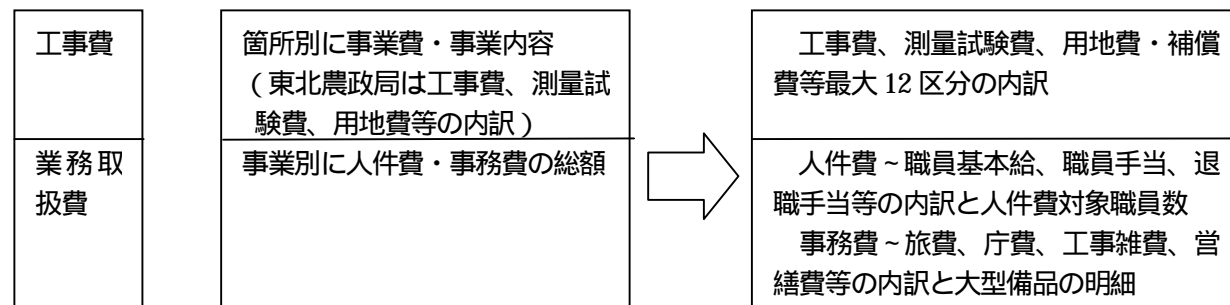 工事費
箇所別に事業費・事業内容
（東北農政局は工事費、測量試
験費、用地費等の内訳）
工事費、測量試験費、用地費・補償
費等最大 12 区分の内訳
業務取
扱費
事業別に人件費・事務費の総額
人件費～職員基本給、職員手当、退
職手当等の内訳と人件費対象職員数
事務費～旅費、庁費、工事雑費、営
繕費等の内訳と大型備品の明細